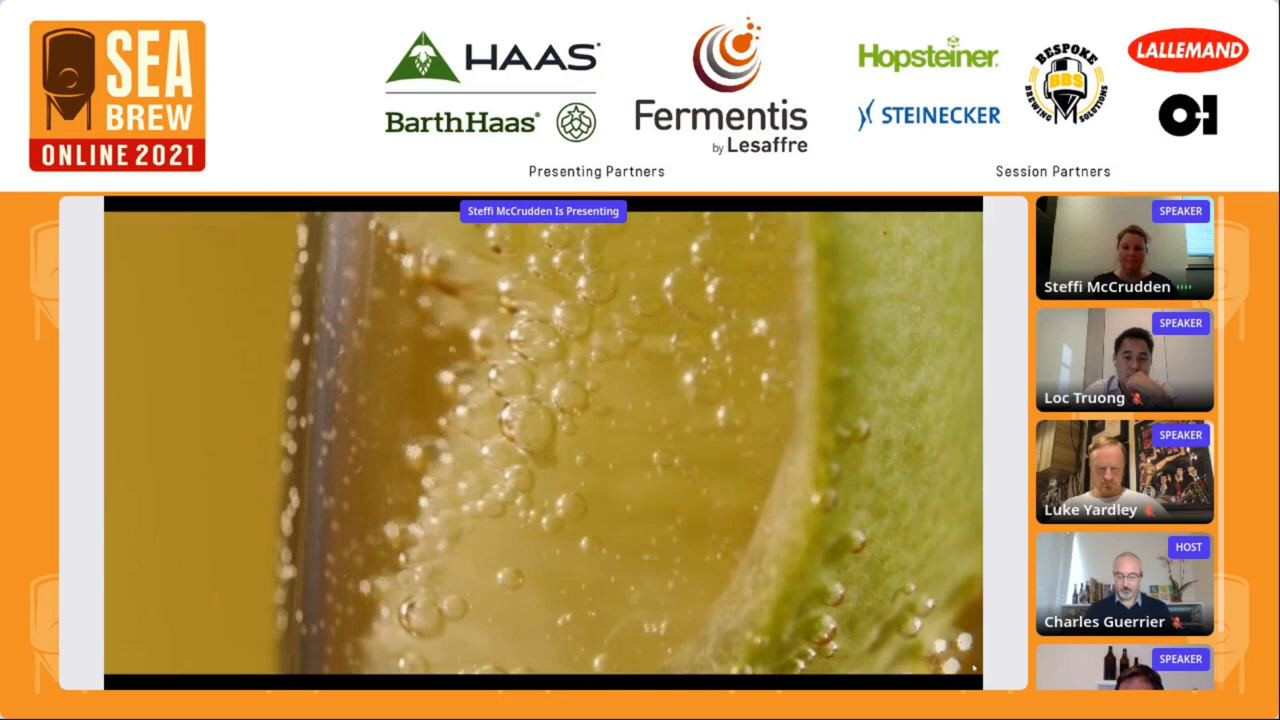 SEA
BREW
ONLINE 2021
HAAS
BarthHaas
Fermentis
by Lesaffre
Presenting Partners
Hopsteiner
STEINECKER
BESPOKE
BBS
BREWING SOLUTIONS
LALLEMAND
O-I
Session Partners
Steffi McCrudden Is Presenting
SPEAKER
Steffi McCrudden
SPEAKER
Loc Truong
SPEAKER
Luke Yardley
HOST
Charles Guerrier
SPEAKER